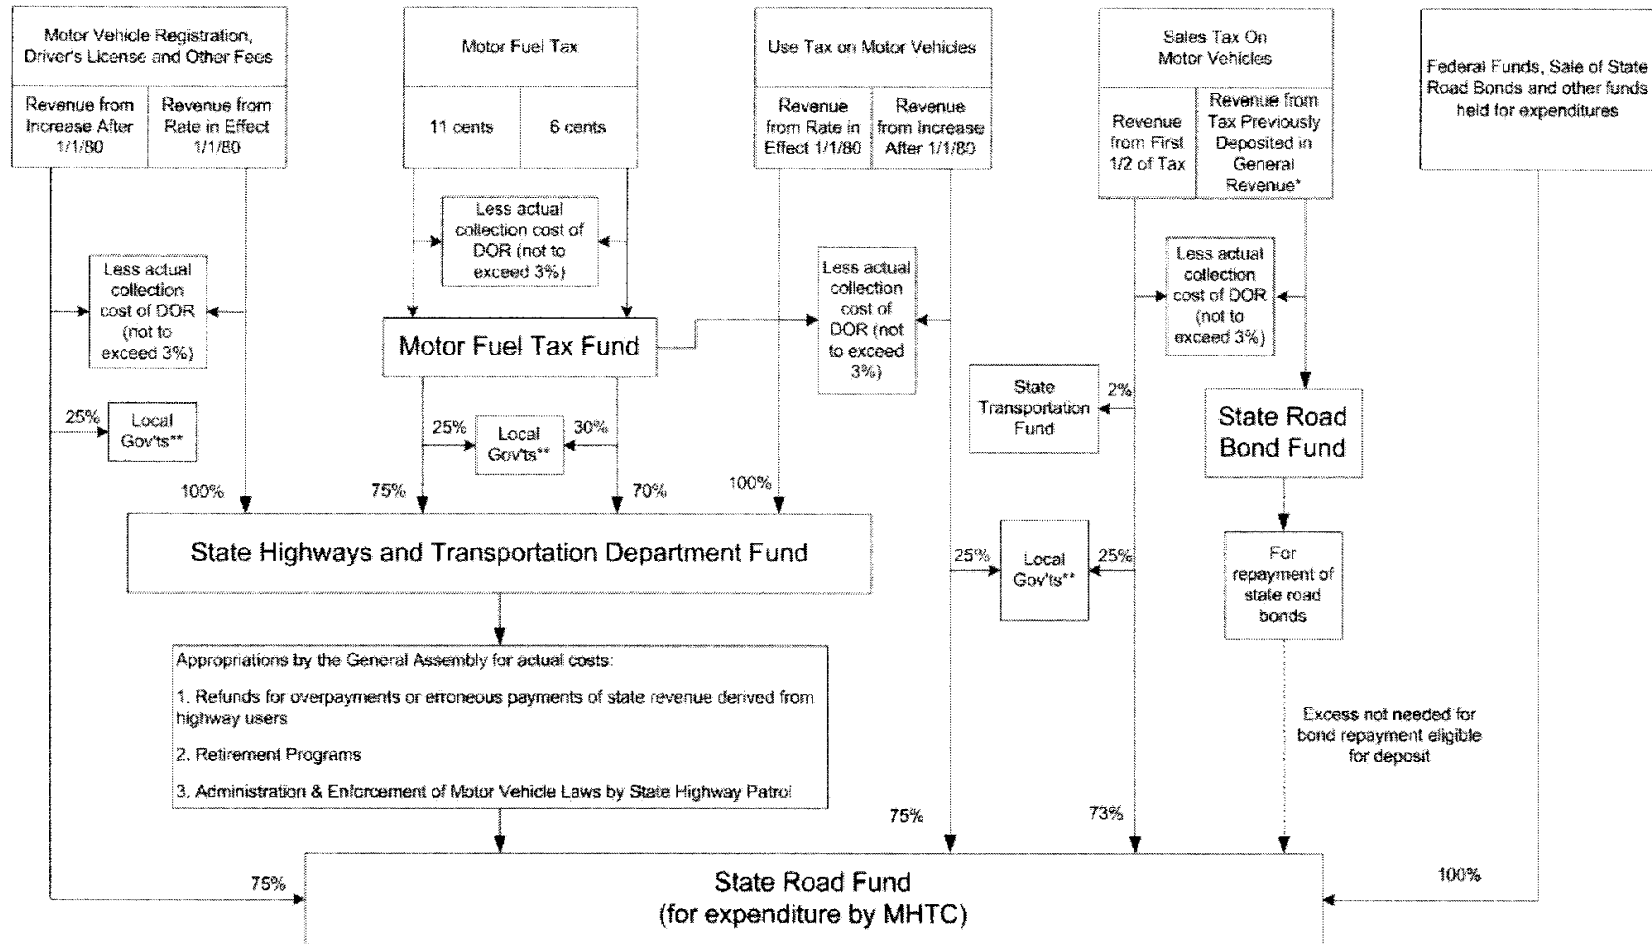 Motor Vehicle Registration,
Driver's License and Other Fees
Revenue from
Increase After
1/1/80
Revenue from
Rate in Effect
1/1/80
Motor Fuel Tax
11 cents
6 cents
Use Tax on Motor Vehicles
Revenue
from Rate in
Effect 1/1/80
Revenue
from Increase
After 1/1/80
Sales Tax On
Motor Vehicles
Revenue
from First
1/2 of Tax
Revenue from
Tax Previously
Deposited in
General
Revenue*
Federal Funds, Sale of State
Road Bonds and other funds
held for expenditures
Less actual
collection
cost of DOR
(not to
exceed 3%)
Less actual
collection cost of
DOR (not to
exceed 3%)
Less actual
collection
cost of
DOR (not
to exceed
3%)
Less actual
collection
cost of DOR
(not to
exceed 3%)
Motor Fuel Tax Fund
State
Transportation
Fund
2%
State Road
Bond Fund
25%
Local
Gov'ts**
25%
Local
Gov'ts**
30%
100%
75%
70%
100%
State Highways and Transportation Department Fund
25%
Local
Gov'ts**
25%
For
repayment of
state road
bonds
Appropriations by the General Assembly for actual costs:
1. Refunds for overpayments or erroneous payments of state revenue derived from
highway users
2. Retirement Programs
3. Administration & Enforcement of Motor Vehicle Laws by State Highway Patrol
Excess not needed for
bond repayment eligible
for deposit
75%
73%
75%
State Road Fund
(for expenditure by MHTC)
100%